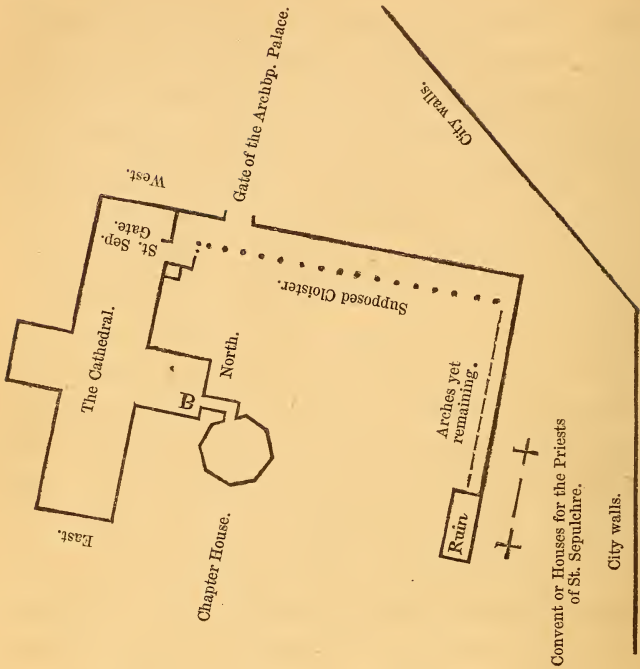 West.
Gate of the Archbp. Palace.
City walls.
St. Sep.
Gate.
The Cathedral.
Supposed Cloister.
North.
B
Arches yet
remaining.
East.
Chapter House.
Ruin
Convent or Houses for the Priests
of St. Sepulchre.
City walls.